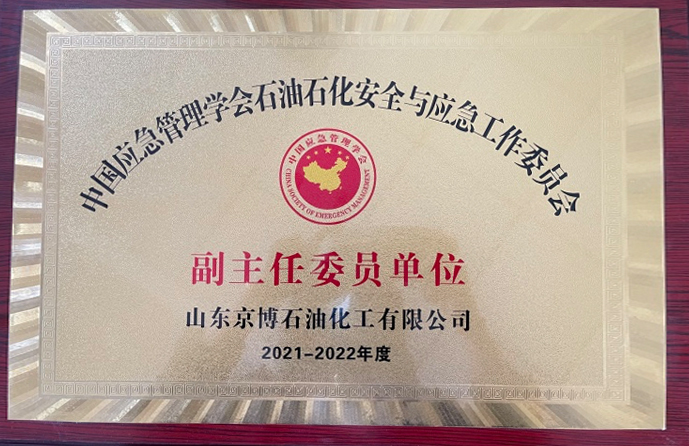 中国应急管理学会石油石化安全与应急工作委员会
中国应急管理学会
CHINA SOCIETY OF EMERGENCY MANAGEMENT
副主任委员单位
山东京博石油化工有限公司
2021-2022年度